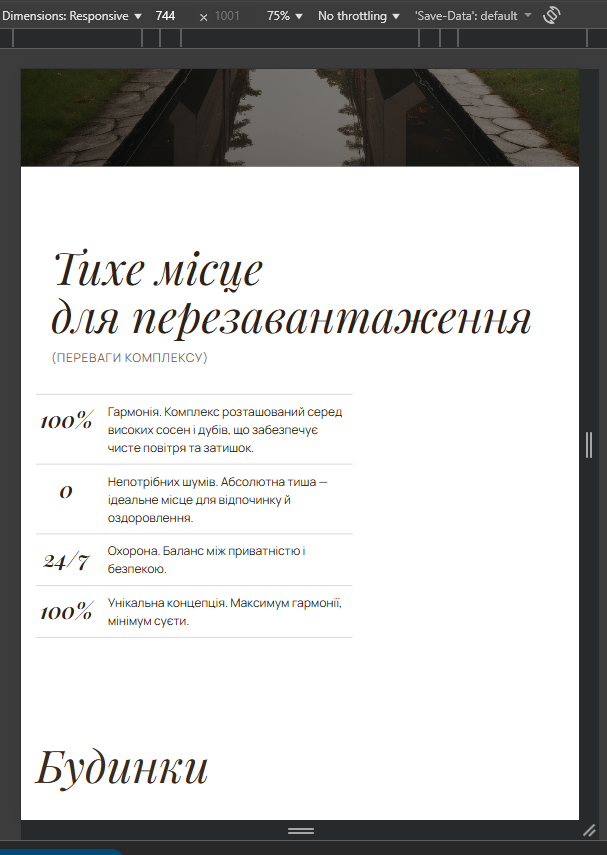 Dimensions: Responsive 744 × 1001 75% No throttling 'Save-Data': default
Тихе місце
для перезавантаження
(ПЕРЕВАГИ КОМПЛЕКСУ)
100%
Гармонія. Комплекс розташований серед
високих сосен і дубів, що забезпечує
чисте повітря та затишок.
0
Непотрібних шумів. Абсолютна тиша —
ідеальне місце для відпочинку й
оздоровлення.
24/7
Охорона. Баланс між приватністю і
безпекою.
100%
Унікальна концепція. Максимум гармонії,
мінімум суєти.
Будинки